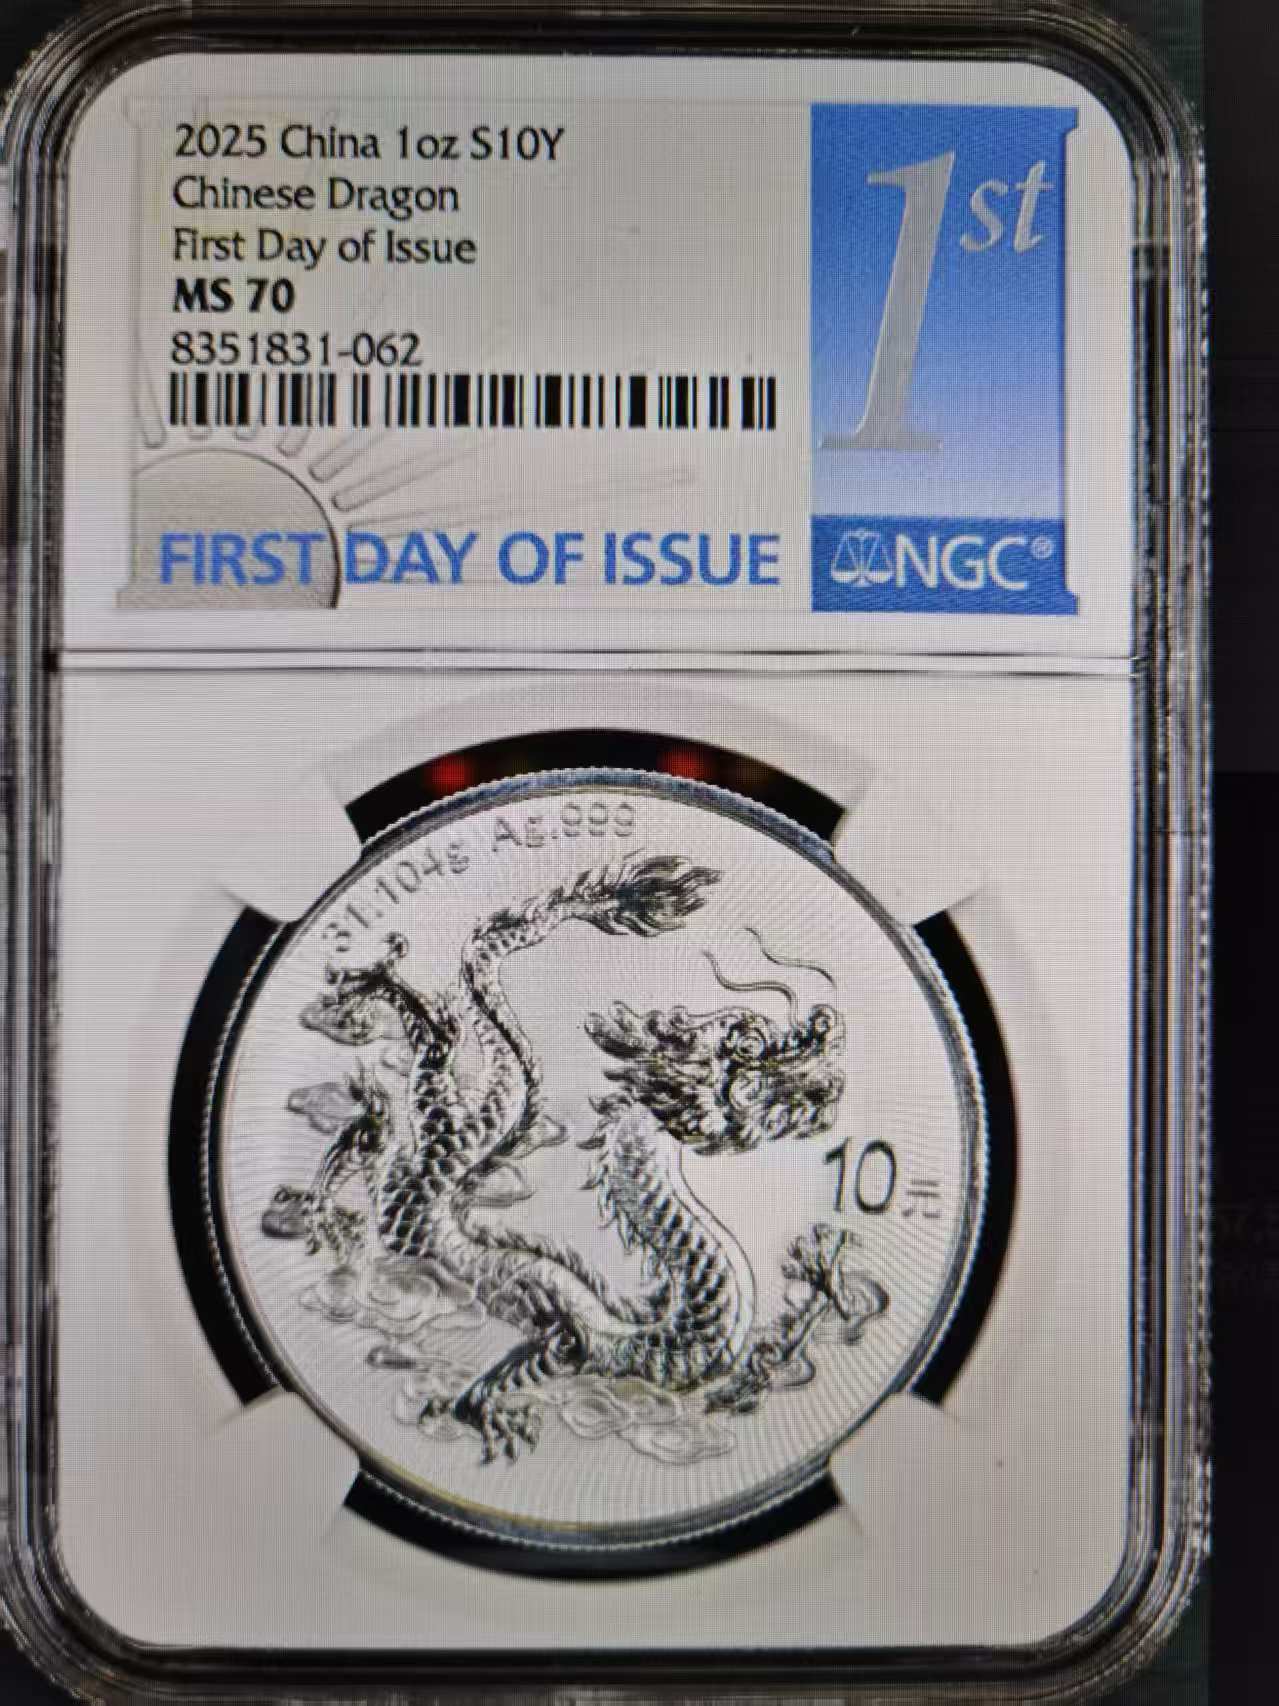 2025 China 1oz S10Y
Chinese Dragon
First Day of Issue
MS 70
8351831-062
1st
FIRST DAY OF ISSUE
NGC®
31.104g Ag.999
10元